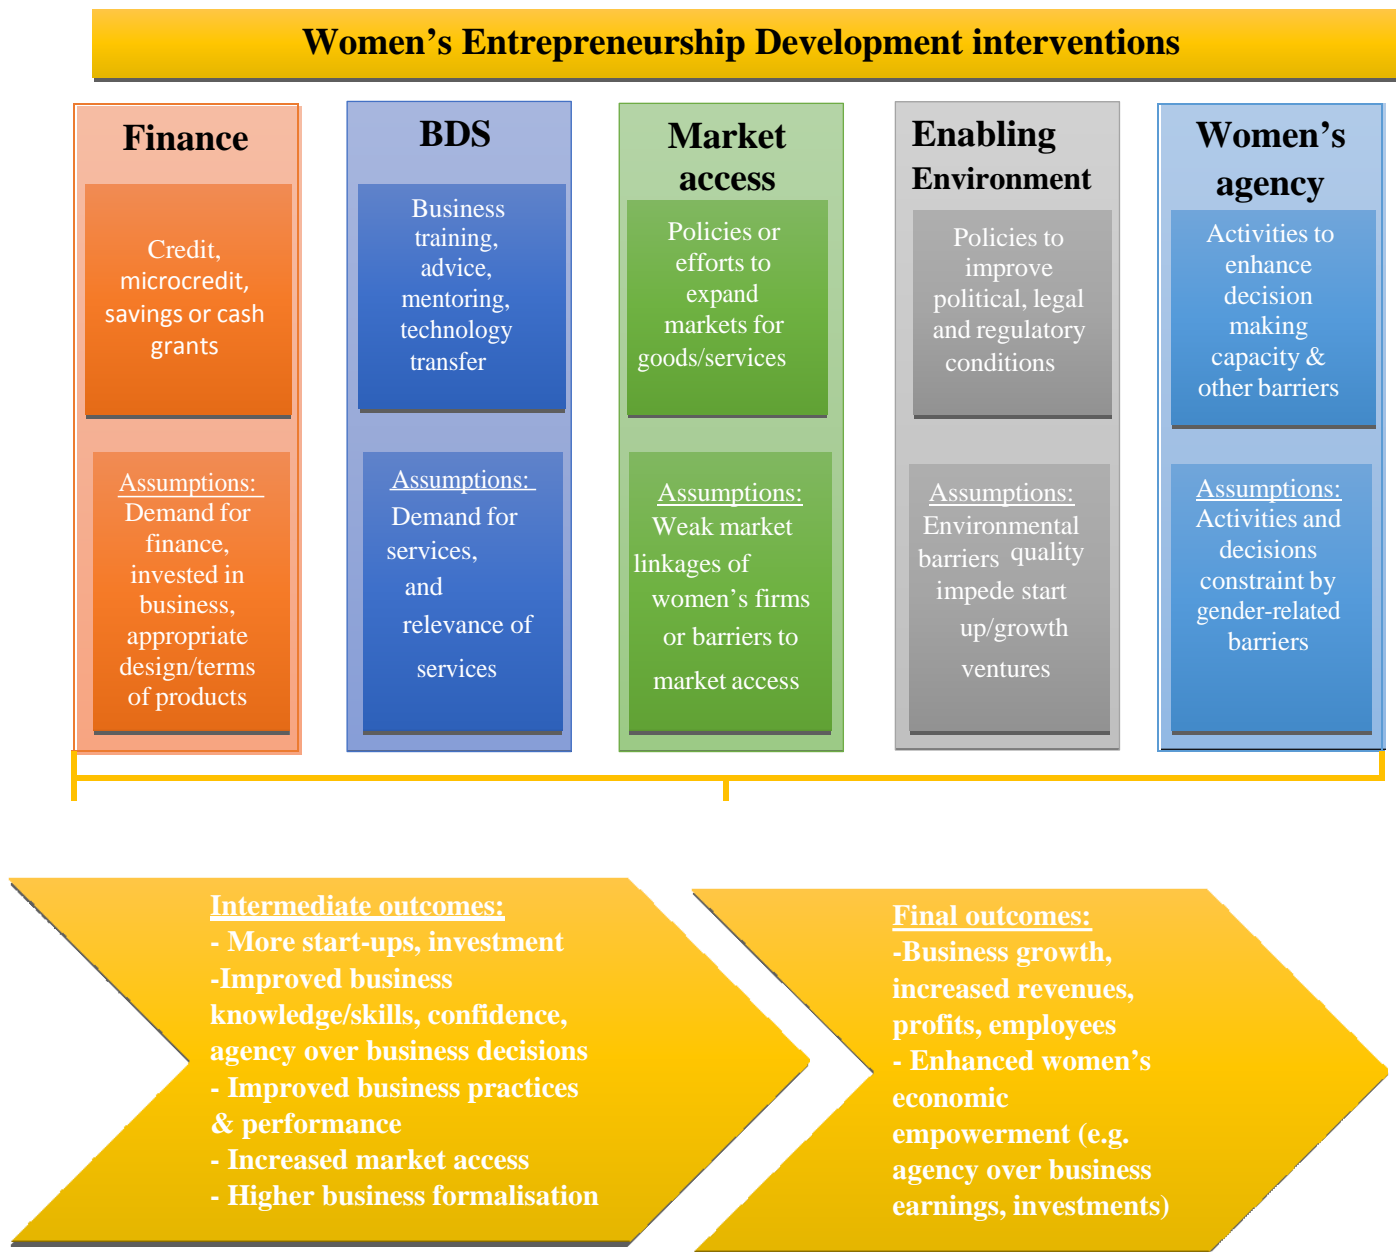 Women’s Entrepreneurship Development interventions
Finance
Credit,
microcredit,
savings or cash
grants
Assumptions:
Demand for
finance,
invested in
business,
appropriate
design/terms
of products
BDS
Business
training,
advice,
mentoring,
technology
transfer
Assumptions:
Demand for
services,
and
relevance of
services
Market
access
Policies or
efforts to
expand
markets for
goods/services
Assumptions:
Weak market
linkages of
women’s firms
or barriers to
market access
Enabling
Environment
Policies to
improve
political, legal
and regulatory
conditions
Assumptions:
Environmental
barriers quality
impede start
up/growth
ventures
Women’s
agency
Activities to
enhance
decision
making
capacity &
other barriers
Assumptions:
Activities and
decisions
constraint by
gender-related
barriers
Intermediate outcomes:
- More start-ups, investment
-Improved business
knowledge/skills, confidence,
agency over business decisions
- Improved business practices
& performance
- Increased market access
- Higher business formalisation
Final outcomes:
-Business growth,
increased revenues,
profits, employees
- Enhanced women’s
economic
empowerment (e.g.
agency over business
earnings, investments)